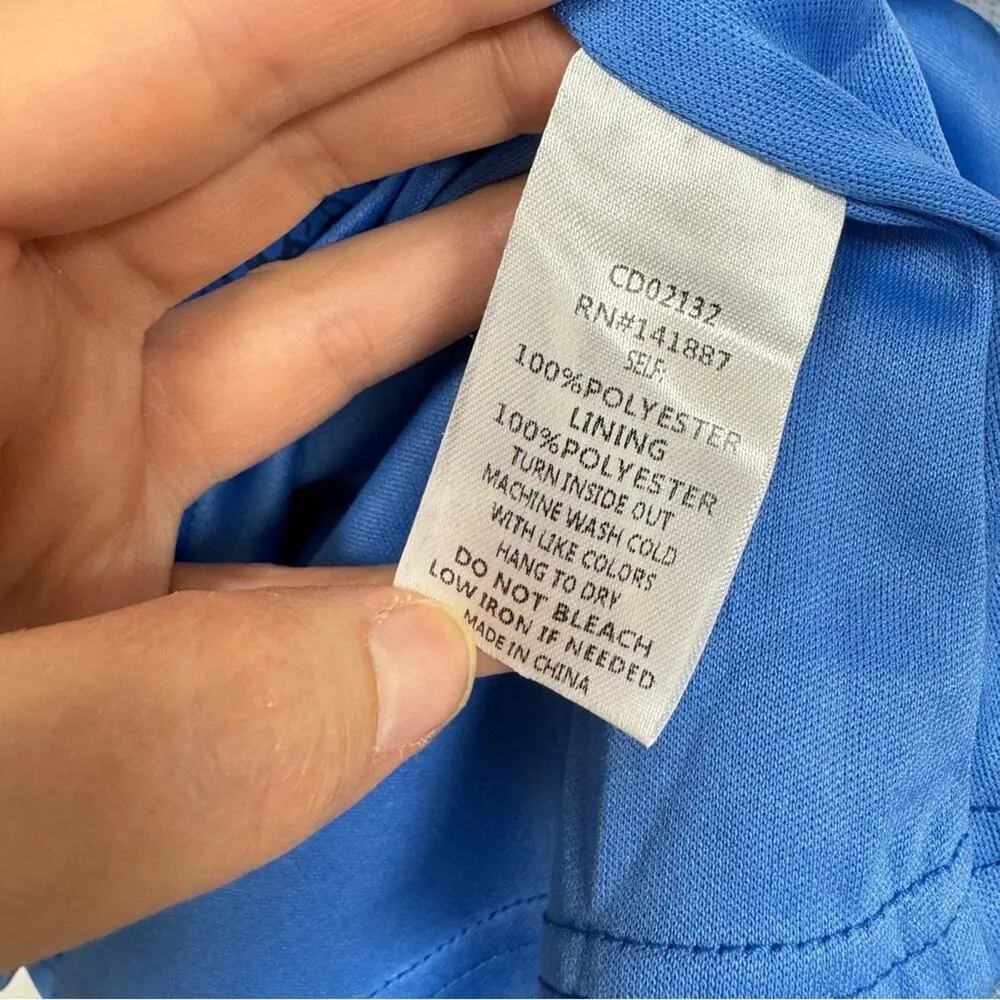 CD02132
RN#141887
SELF:
100%POLYESTER
LINING
100%POLYESTER
TURN INSIDE OUT
MACHINE WASH COLD
WITH LIKE COLORS
HANG TO DRY
DO NOT BLEACH
LOW IRON IF NEEDED
MADE IN CHINA